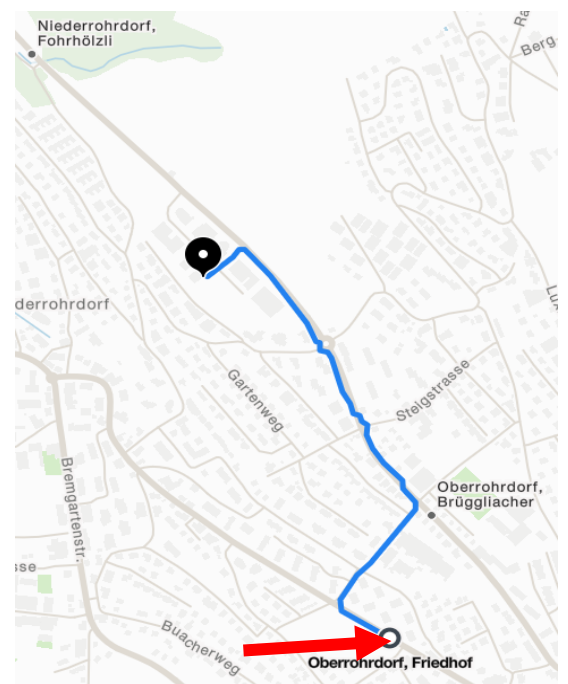 Niederrohrdorf,
Fohrhölzli
Berg-
derrohrdorf
Gartenweg
Steigstrasse
Bremgartenstr.
Oberrohrdorf,
Brüggliacher
sse
Buacherweg
Oberrohrdorf, Friedhof